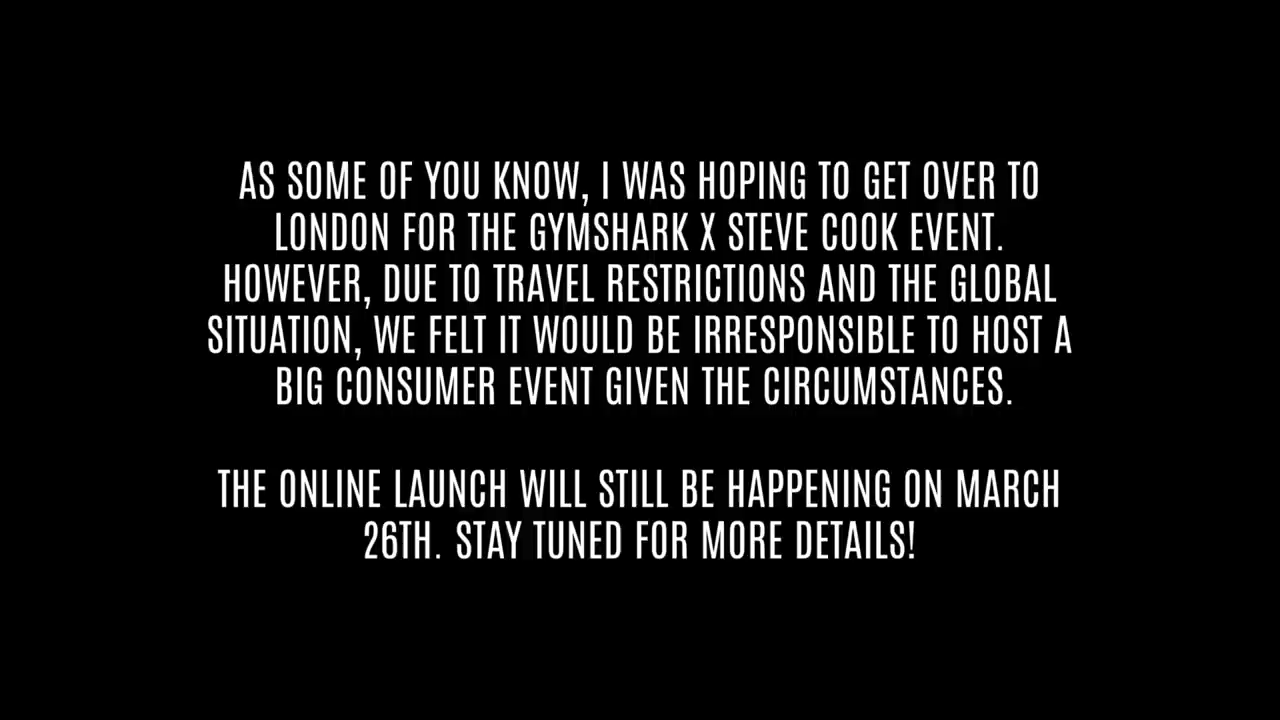 AS SOME OF YOU KNOW, I WAS HOPING TO GET OVER TO
LONDON FOR THE GYMSHARK X STEVE COOK EVENT.
HOWEVER, DUE TO TRAVEL RESTRICTIONS AND THE GLOBAL
SITUATION, WE FELT IT WOULD BE IRRESPONSIBLE TO HOST A
BIG CONSUMER EVENT GIVEN THE CIRCUMSTANCES.
THE ONLINE LAUNCH WILL STILL BE HAPPENING ON MARCH
26TH. STAY TUNED FOR MORE DETAILS!